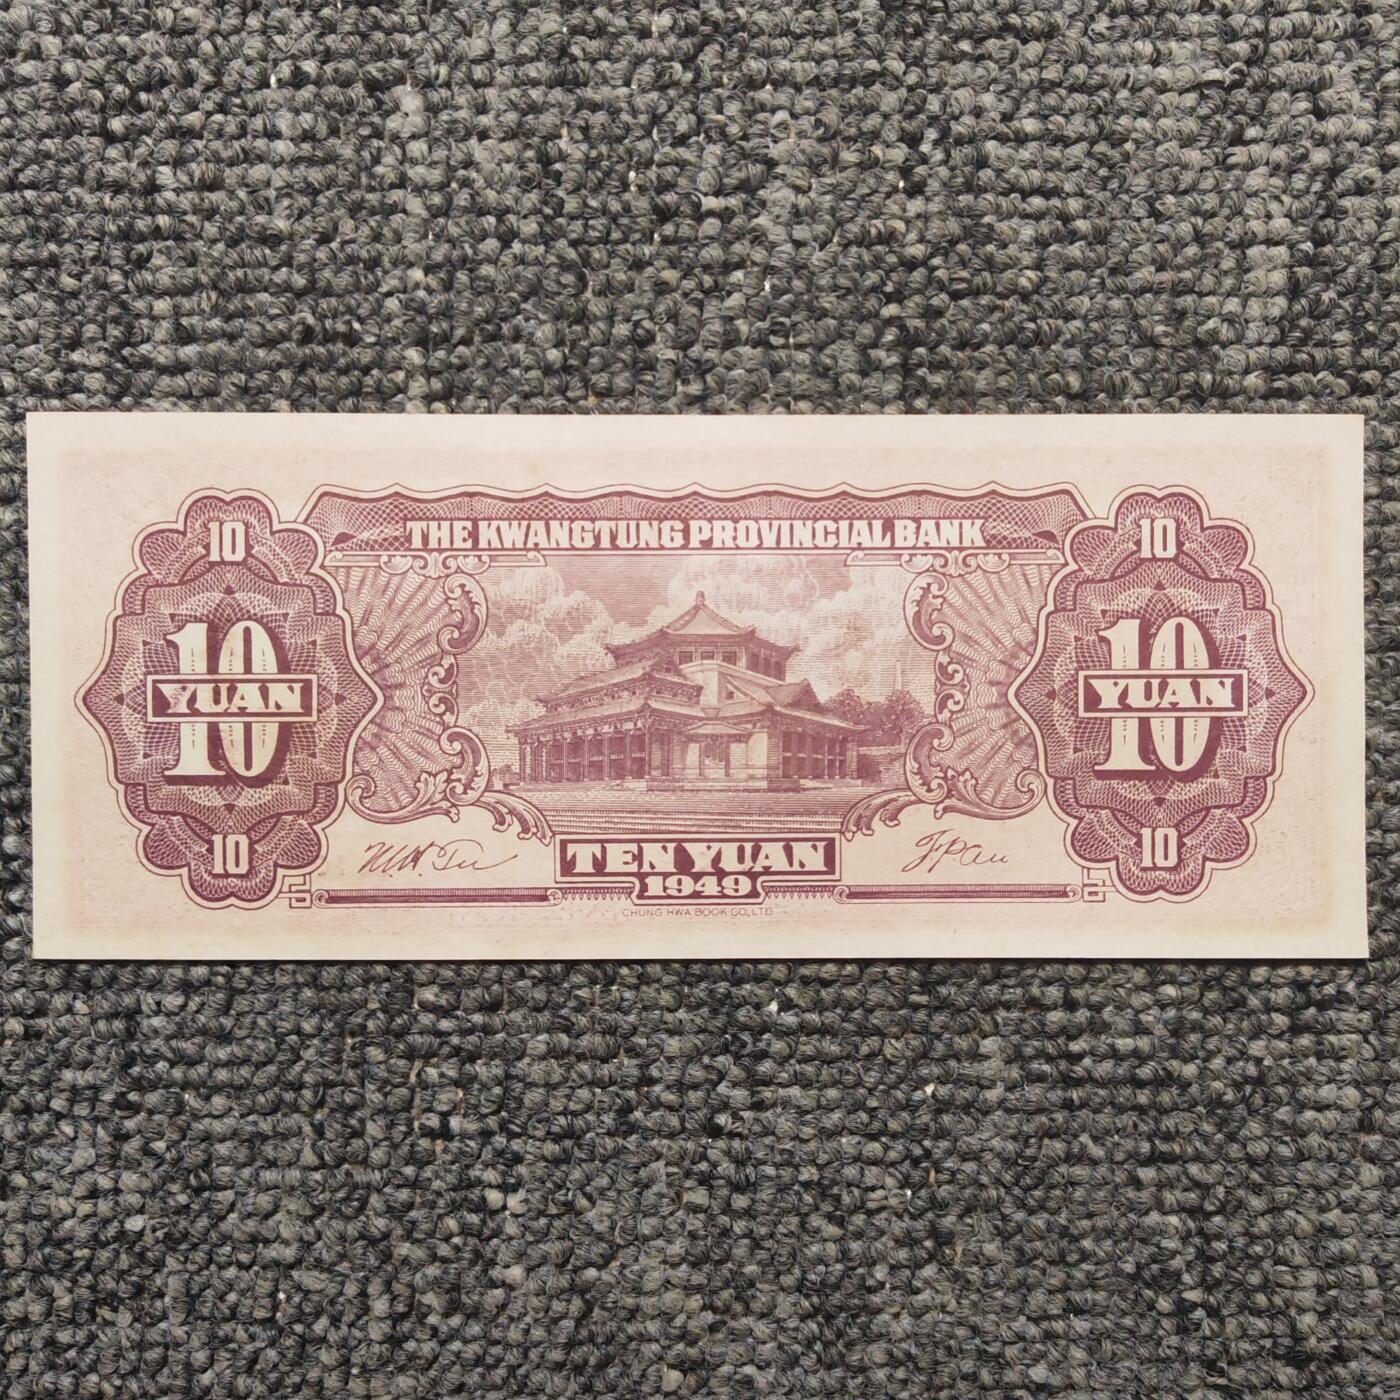 THE KWANGTUNG PROVINCIAL BANK
10
10
10
YUAN
10
YUAN
10
10
TEN YUAN
1949
CHUNG HWA BOOK CO., LTD.